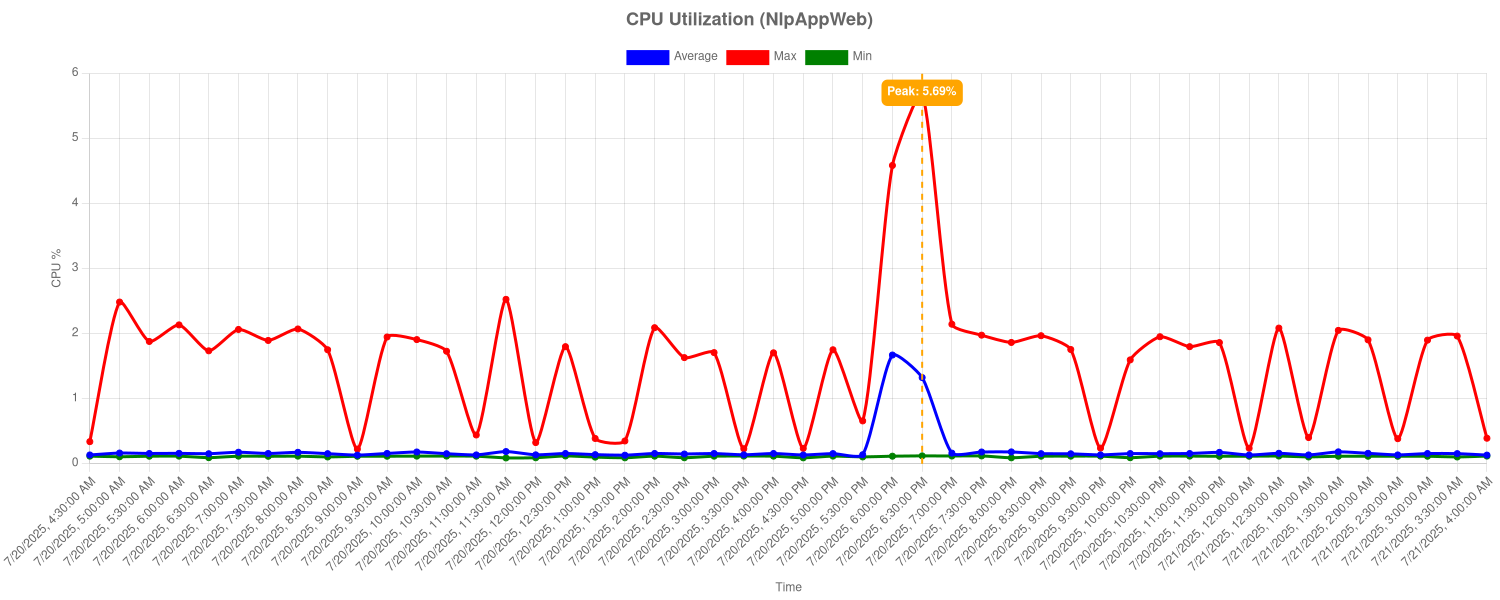 CPU Utilization (NlpAppWeb)
Average Max Min
Peak: 5.69%
6
5
4
3
2
1
0
CPU %
7/20/2025, 4:30:00 AM
7/20/2025, 5:00:00 AM
7/20/2025, 5:30:00 AM
7/20/2025, 6:00:00 AM
7/20/2025, 6:30:00 AM
7/20/2025, 7:00:00 AM
7/20/2025, 7:30:00 AM
7/20/2025, 8:00:00 AM
7/20/2025, 8:30:00 AM
7/20/2025, 9:00:00 AM
7/20/2025, 9:30:00 AM
7/20/2025, 10:00:00 AM
7/20/2025, 10:30:00 AM
7/20/2025, 11:00:00 AM
7/20/2025, 11:30:00 AM
7/20/2025, 12:00:00 PM
7/20/2025, 12:30:00 PM
7/20/2025, 1:00:00 PM
7/20/2025, 1:30:00 PM
7/20/2025, 2:00:00 PM
7/20/2025, 2:30:00 PM
7/20/2025, 3:00:00 PM
7/20/2025, 3:30:00 PM
7/20/2025, 4:00:00 PM
7/20/2025, 4:30:00 PM
7/20/2025, 5:00:00 PM
7/20/2025, 5:30:00 PM
7/20/2025, 6:00:00 PM
7/20/2025, 6:30:00 PM
7/20/2025, 7:00:00 PM
7/20/2025, 7:30:00 PM
7/20/2025, 8:00:00 PM
7/20/2025, 8:30:00 PM
7/20/2025, 9:00:00 PM
7/20/2025, 9:30:00 PM
7/20/2025, 10:00:00 PM
7/20/2025, 10:30:00 PM
7/20/2025, 11:00:00 PM
7/20/2025, 11:30:00 PM
7/21/2025, 12:00:00 AM
7/21/2025, 12:30:00 AM
7/21/2025, 1:00:00 AM
7/21/2025, 1:30:00 AM
7/21/2025, 2:00:00 AM
7/21/2025, 2:30:00 AM
7/21/2025, 3:00:00 AM
7/21/2025, 3:30:00 AM
7/21/2025, 4:00:00 AM
Time